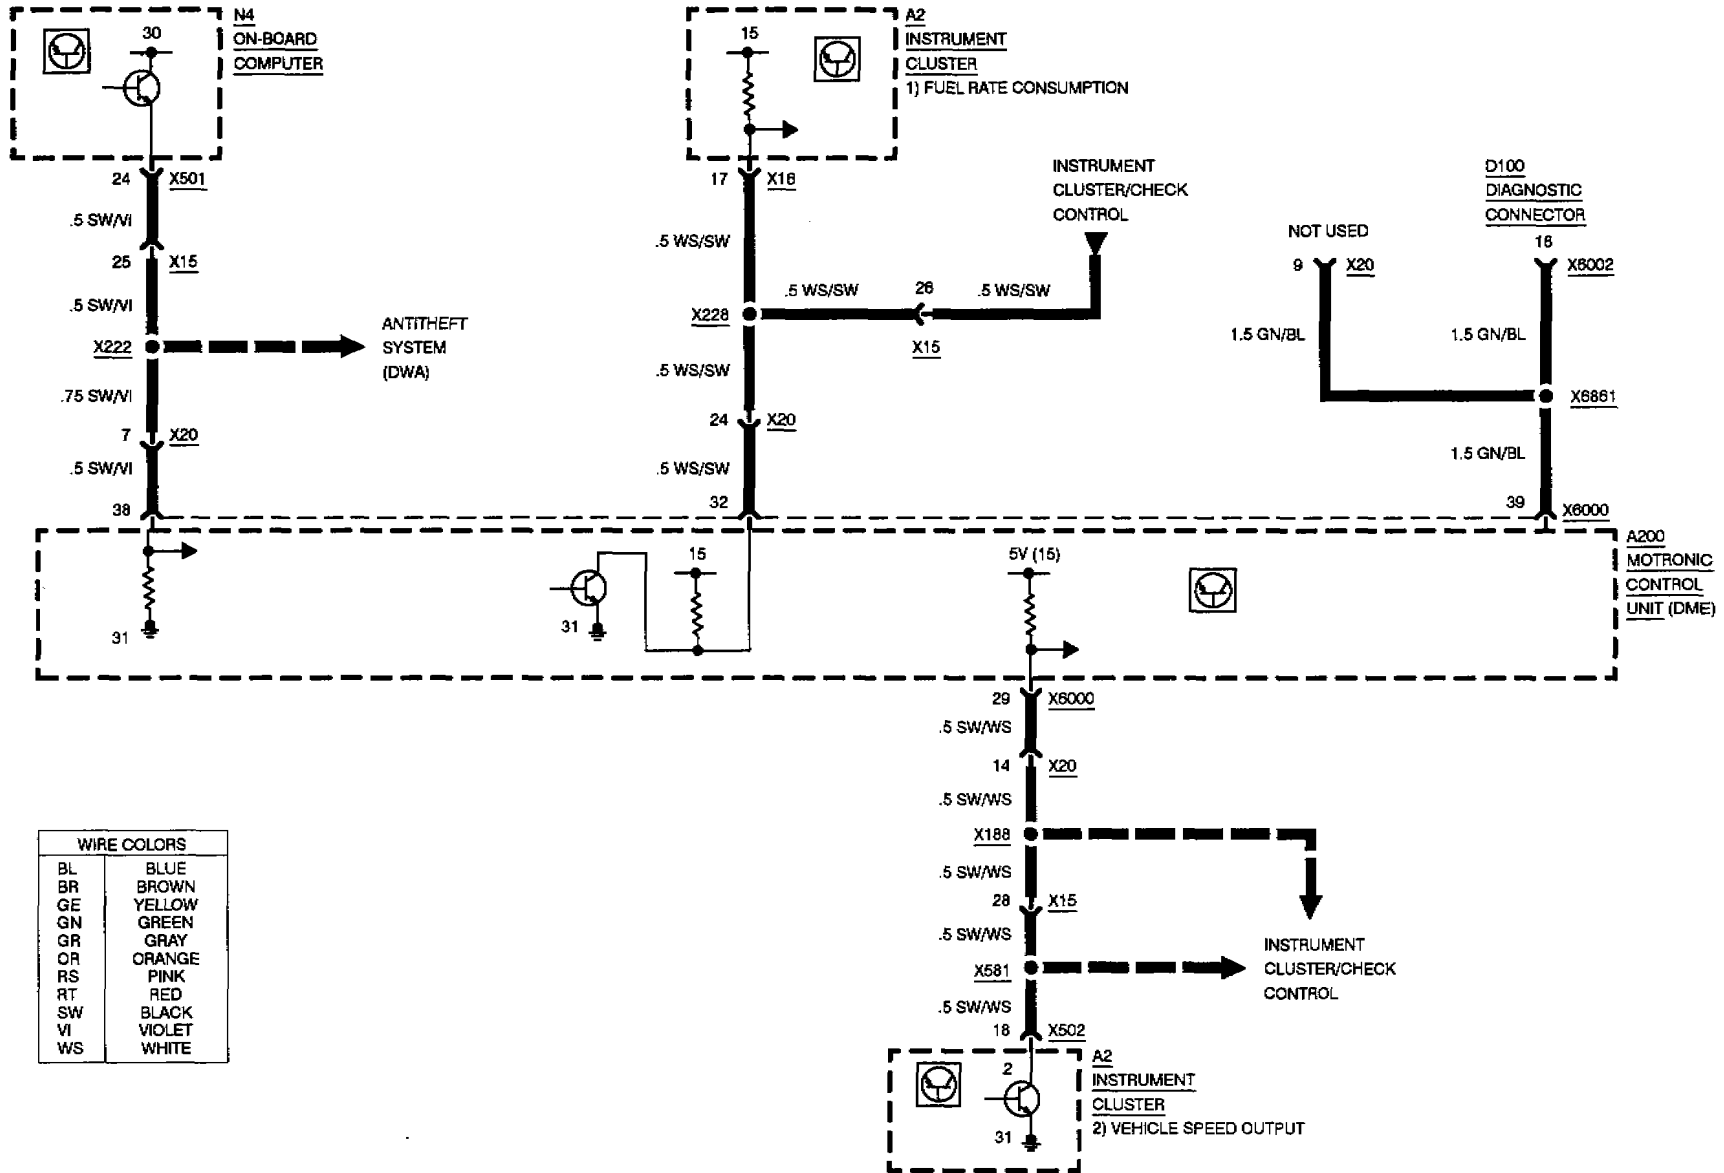 N4
ON-BOARD
COMPUTER
30
A2
INSTRUMENT
CLUSTER
1) FUEL RATE CONSUMPTION
15
24 X501
.5 SW/VI
25 X15
.5 SW/VI
X222
ANTITHEFT
SYSTEM
(DWA)
.75 SW/VI
7 X20
.5 SW/VI
38
17 X16
.5 WS/SW
X228
.5 WS/SW
26
.5 WS/SW
X15
INSTRUMENT
CLUSTER/CHECK
CONTROL
.5 WS/SW
24 X20
.5 WS/SW
32
NOT USED
9 X20
1.5 GN/BL
D100
DIAGNOSTIC
CONNECTOR
16
X6002
1.5 GN/BL
X6861
1.5 GN/BL
39 X6000
A200
MOTRONIC
CONTROL
UNIT (DME)
31
31
15
5V (15)
29 X6000
.5 SW/WS
14 X20
.5 SW/WS
X188
.5 SW/WS
28 X15
.5 SW/WS
X581
INSTRUMENT
CLUSTER/CHECK
CONTROL
.5 SW/WS
18 X502
2
31
A2
INSTRUMENT
CLUSTER
2) VEHICLE SPEED OUTPUT
WIRE COLORS
BL BLUE
BR BROWN
GE YELLOW
GN GREEN
GR GRAY
OR ORANGE
RS PINK
RT RED
SW BLACK
VI VIOLET
WS WHITE